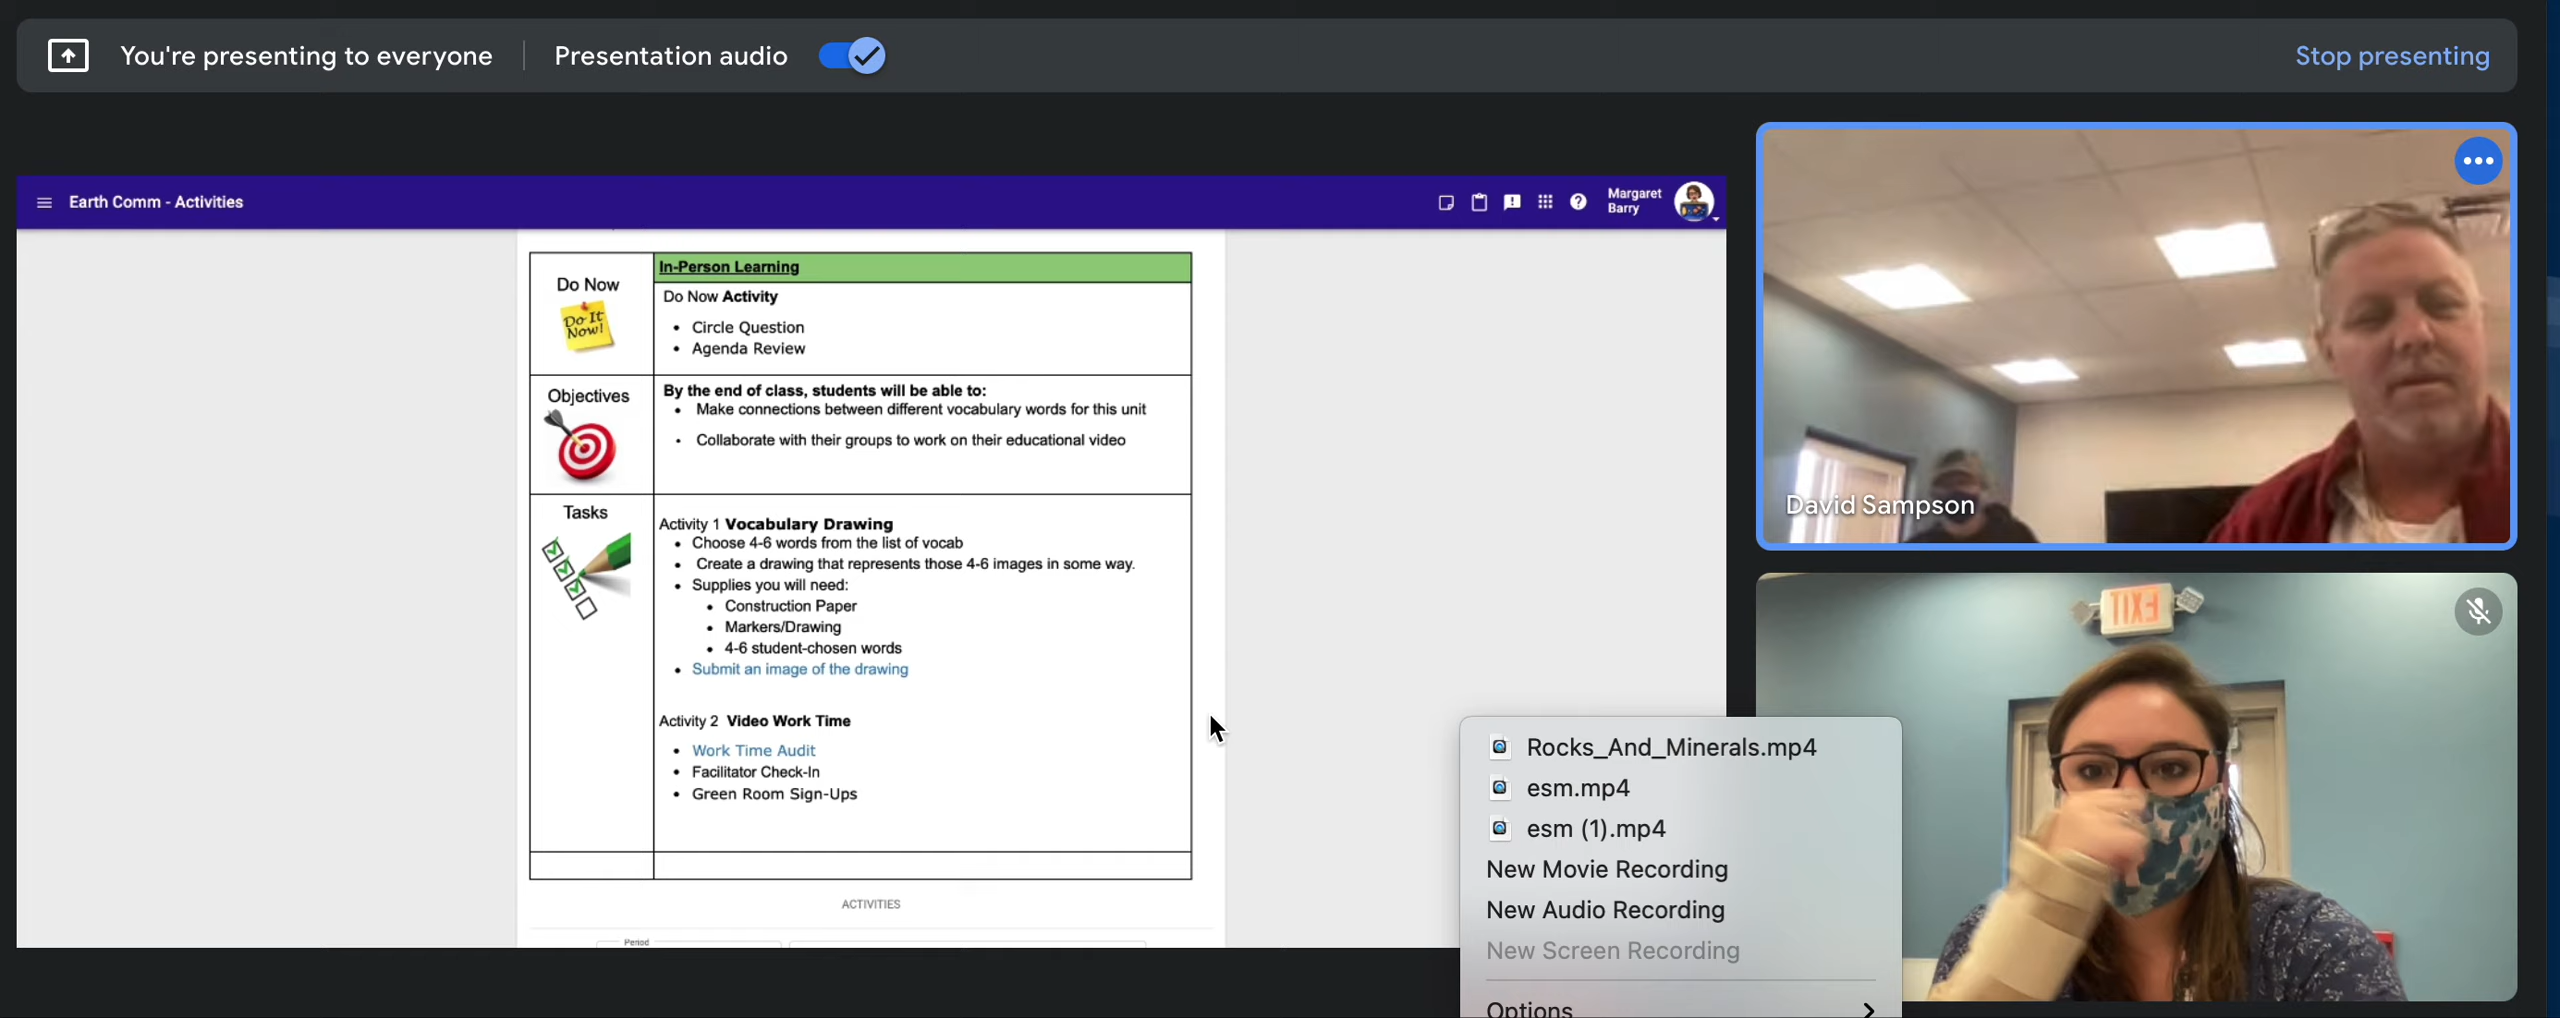 You're presenting to everyone
Presentation audio
Stop presenting
Earth Comm - Activities
Margaret
Barry
In-Person Learning
Do Now
Do It
Now!
Do Now Activity
• Circle Question
• Agenda Review
Objectives
By the end of class, students will be able to:
• Make connections between different vocabulary words for this unit
• Collaborate with their groups to work on their educational video
Tasks
Activity 1 Vocabulary Drawing
• Choose 4-6 words from the list of vocab
• Create a drawing that represents those 4-6 images in some way.
• Supplies you will need:
• Construction Paper
• Markers/Drawing
• 4-6 student-chosen words
• Submit an image of the drawing
Activity 2 Video Work Time
• Work Time Audit
• Facilitator Check-In
• Green Room Sign-Ups
ACTIVITIES
Period
David Sampson
EXIT
Rocks_And_Minerals.mp4
esm.mp4
esm (1).mp4
New Movie Recording
New Audio Recording
New Screen Recording
Options